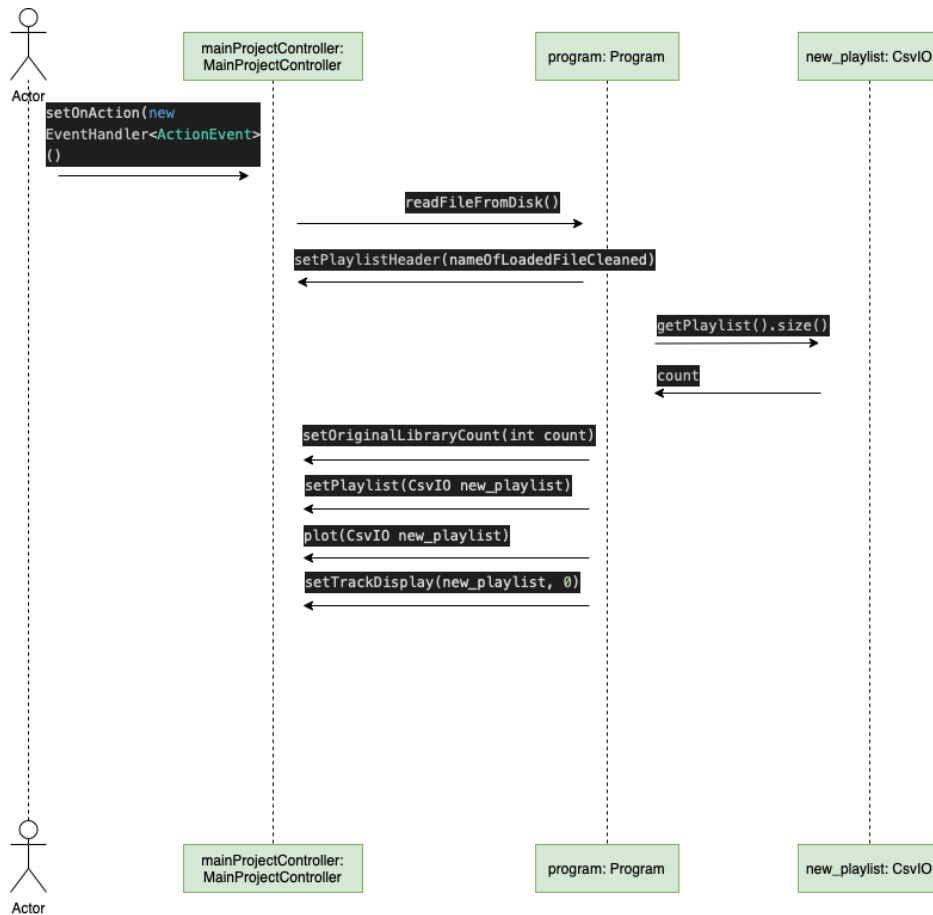 mainProjectController:
MainProjectController
program: Program
new_playlist: CsvIO
Actor
setOnAction(new
EventHandler<ActionEvent>
()
readFileFromDisk()
setPlaylistHeader(nameOfLoadedFileCleaned)
getPlaylist().size()
count
setOriginalLibraryCount(int count)
setPlaylist(CsvIO new_playlist)
plot(CsvIO new_playlist)
setTrackDisplay(new_playlist, 0)
mainProjectController:
MainProjectController
program: Program
new_playlist: CsvIO
Actor